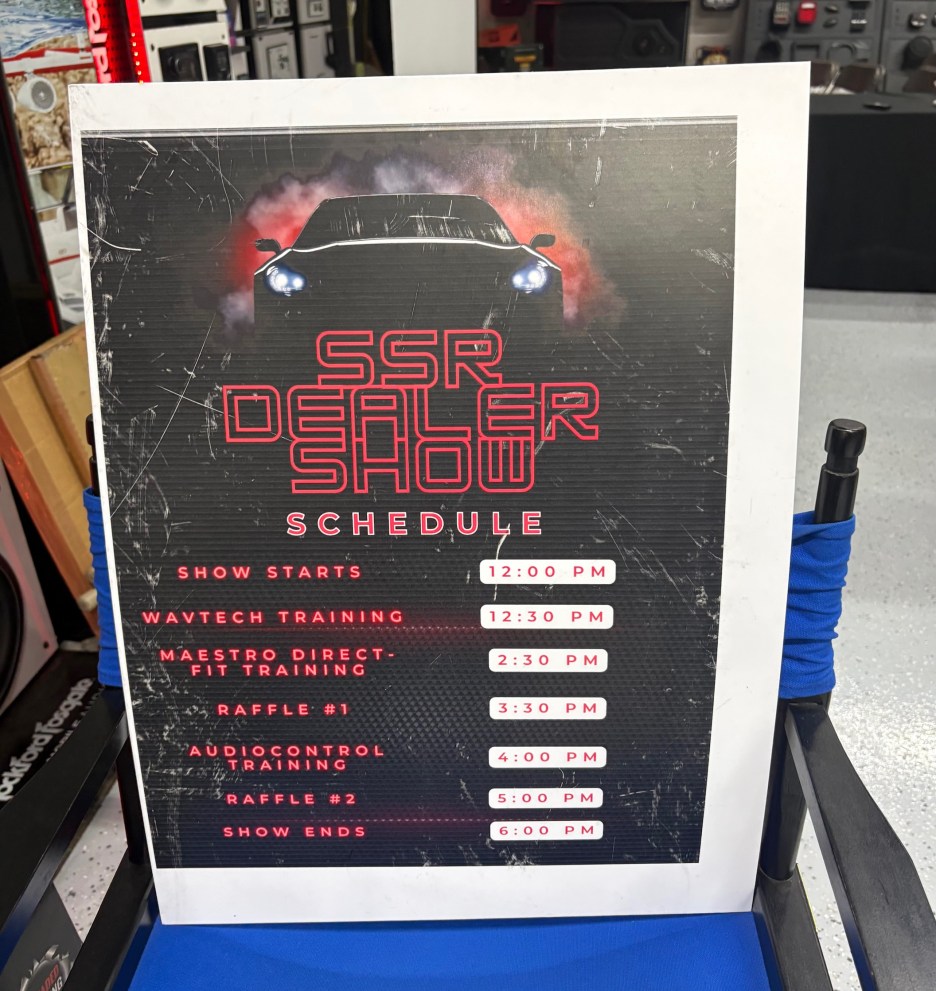 SSR
DEALER
SHOW
SCHEDULE
SHOW STARTS 12:00 PM
WAVTECH TRAINING 12:30 PM
MAESTRO DIRECT-
FIT TRAINING 2:30 PM
RAFFLE #1 3:30 PM
AUDIOCONTROL
TRAINING 4:00 PM
RAFFLE #2 5:00 PM
SHOW ENDS 6:00 PM
ockford fosgate